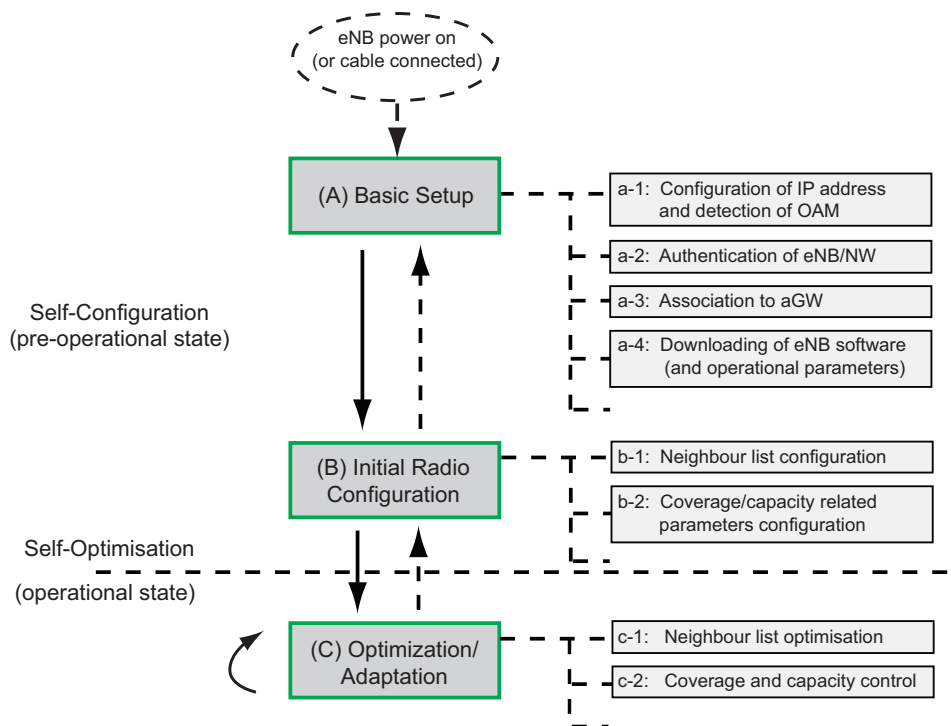 eNB power on
(or cable connected)
(A) Basic Setup
a-1: Configuration of IP address
and detection of OAM
a-2: Authentication of eNB/NW
a-3: Association to aGW
a-4: Downloading of eNB software
(and operational parameters)
Self-Configuration
(pre-operational state)
(B) Initial Radio
Configuration
b-1: Neighbour list configuration
b-2: Coverage/capacity related
parameters configuration
Self-Optimisation
(operational state)
(C) Optimization/
Adaptation
c-1: Neighbour list optimisation
c-2: Coverage and capacity control